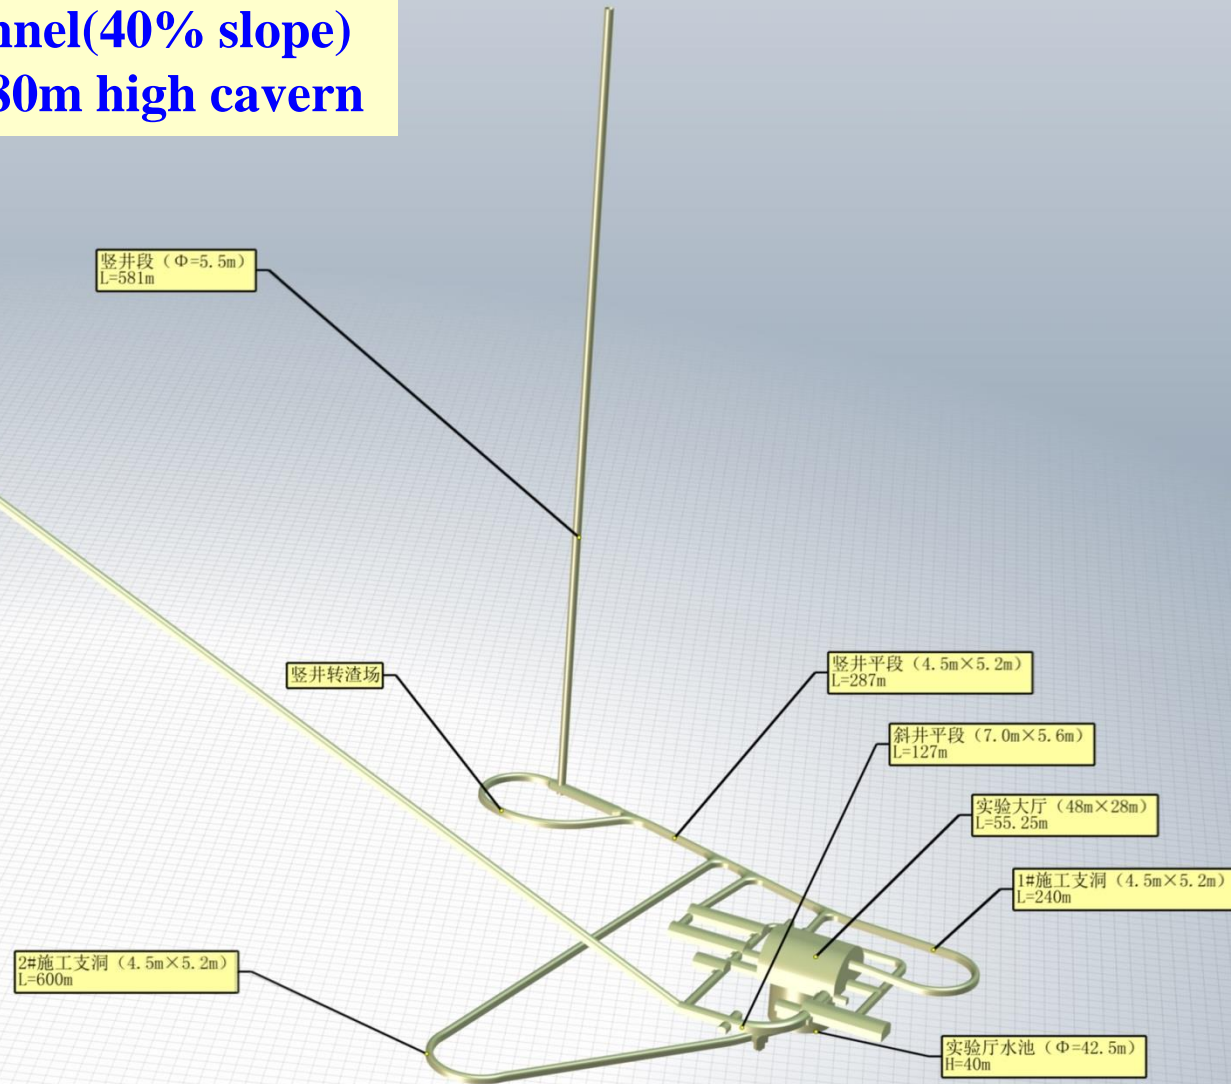 nnel(40% slope)
80m high cavern
竖井段（Φ=5.5m）
L=581m
竖井转渣场
竖井平段（4.5m×5.2m）
L=287m
斜井平段（7.0m×5.6m）
L=127m
实验大厅（48m×28m）
L=55.25m
1#施工支洞（4.5m×5.2m）
L=240m
2#施工支洞（4.5m×5.2m）
L=600m
实验厅水池（Φ=42.5m）
H=40m